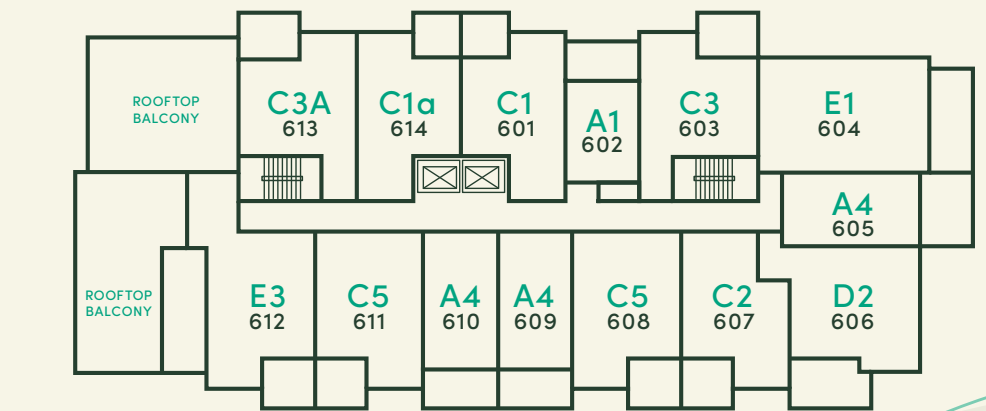 ROOFTOP
BALCONY
C3A
613
C1a
614
C1
601
A1
602
C3
603
E1
604
A4
605
ROOFTOP
BALCONY
E3
612
C5
611
A4
610
A4
609
C5
608
C2
607
D2
606